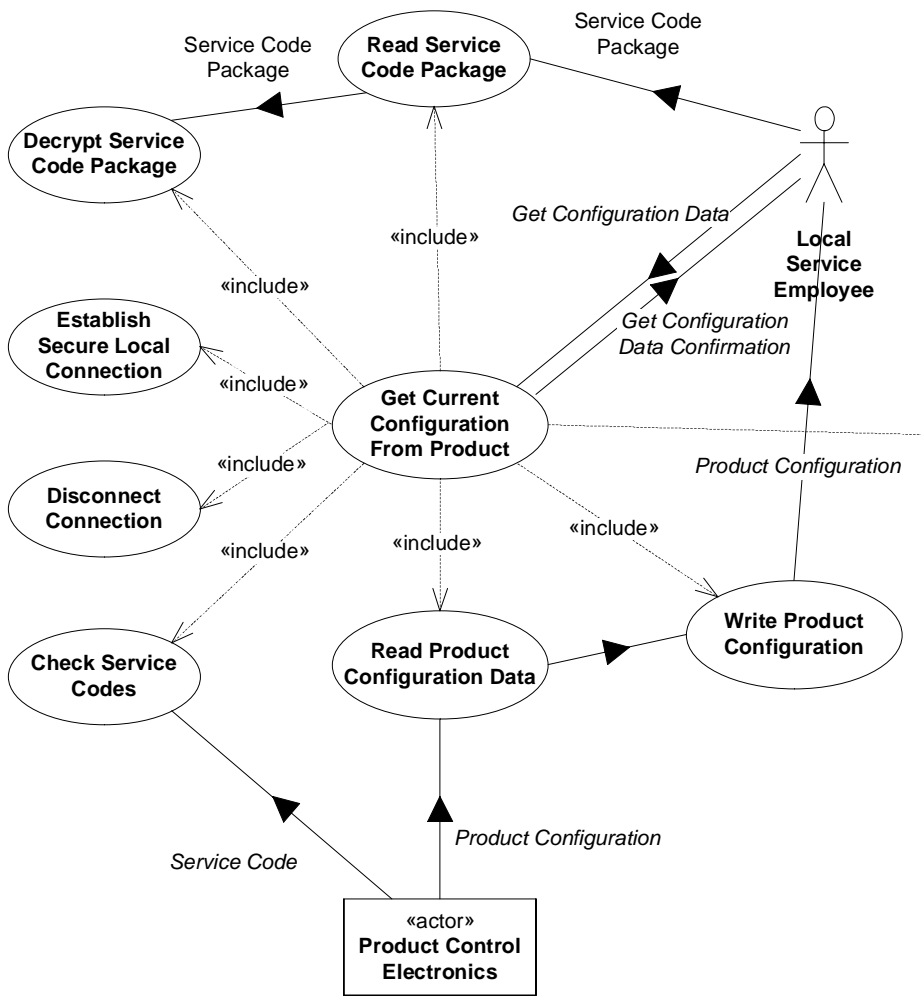 Service Code
Package
Read Service
Code Package
Service Code
Package
Decrypt Service
Code Package
Get Configuration Data
«include»
Local
Service
Employee
«include»
Establish
Secure Local
Connection
Get Configuration
Data Confirmation
«include»
Get Current
Configuration
From Product
«include»
Product Configuration
Disconnect
Connection
«include»
«include»
«include»
Check Service
Codes
Read Product
Configuration Data
Write Product
Configuration
Service Code
Product Configuration
«actor»
Product Control
Electronics